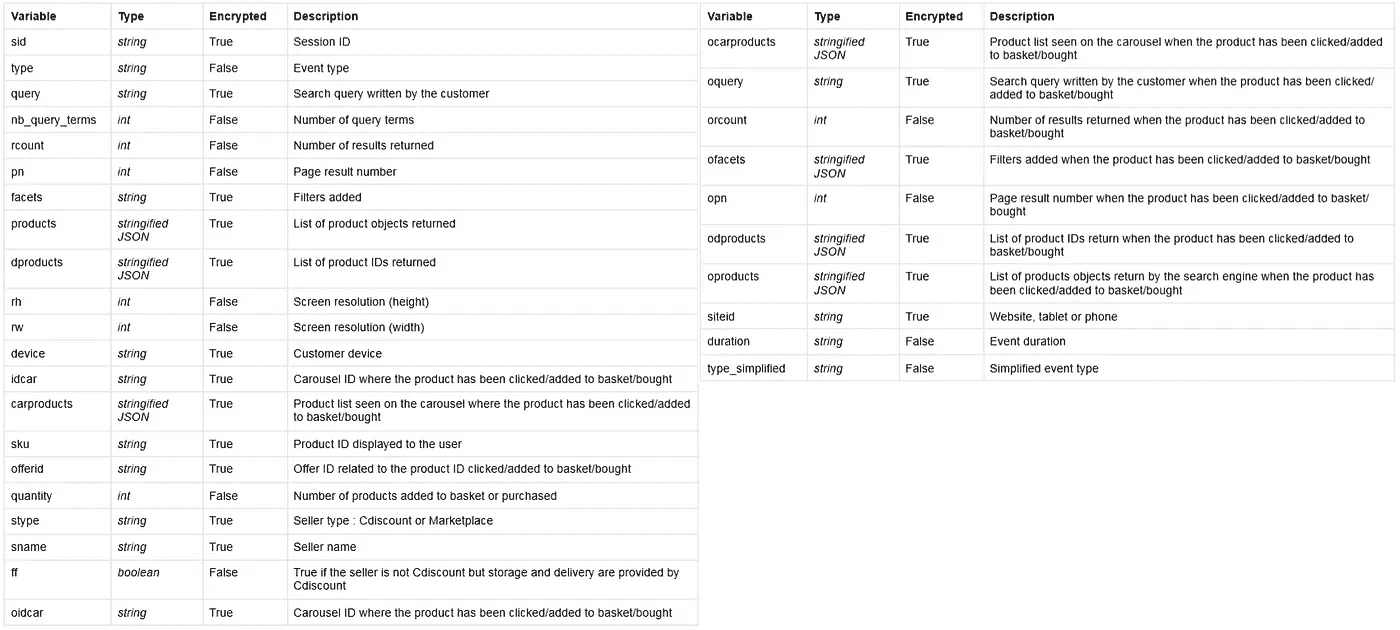 Variable Type Encrypted Description
sid string True Session ID
type string False Event type
query string True Search query written by the customer
nb_query_terms int False Number of query terms
rcount int False Number of results returned
pn int False Page result number
facets string True Filters added
products stringified True List of product objects returned
JSON
dproducts stringified True List of product IDs returned
JSON
rh int False Screen resolution (height)
rw int False Screen resolution (width)
device string True Customer device
idcar string True Carousel ID where the product has been clicked/added to basket/bought
carproducts stringified True Product list seen on the carousel where the product has been clicked/added
JSON to basket/bought
sku string True Product ID displayed to the user
offerid string True Offer ID related to the product ID clicked/added to basket/bought
quantity int False Number of products added to basket or purchased
stype string True Seller type : Cdiscount or Marketplace
sname string True Seller name
ff boolean False True if the seller is not Cdiscount but storage and delivery are provided by
Cdiscount
oidcar string True Carousel ID where the product has been clicked/added to basket/bought
Variable Type Encrypted Description
ocarproducts stringified True Product list seen on the carousel when the product has been clicked/added
JSON to basket/bought
oquery string True Search query written by the customer when the product has been clicked/
added to basket/bought
orcount int False Number of results returned when the product has been clicked/added to
basket/bought
ofacets stringified True Filters added when the product has been clicked/added to basket/bought
JSON
opn int False Page result number when the product has been clicked/added to basket/
bought
odproducts stringified True List of product IDs return when the product has been clicked/added to
JSON basket/bought
oproducts stringified True List of products objects return by the search engine when the product has
JSON been clicked/added to basket/bought
siteid string True Website, tablet or phone
duration string False Event duration
type_simplified string False Simplified event type